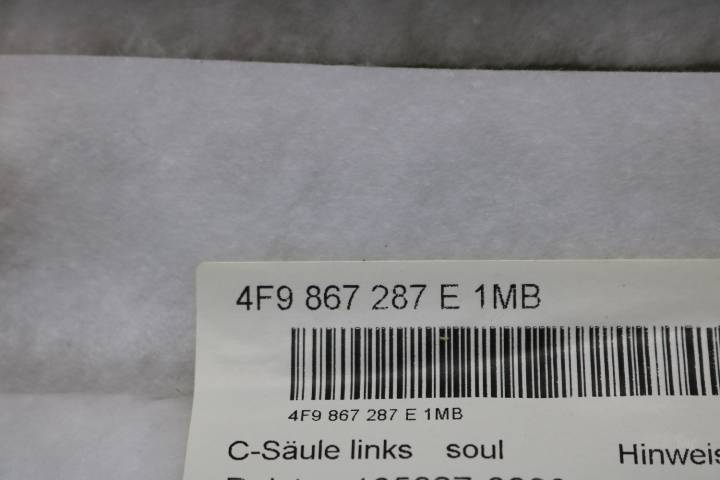 4F9 867 287 E 1MB
4F9 867 287 E 1MB
C-Säule links soul Hinweis